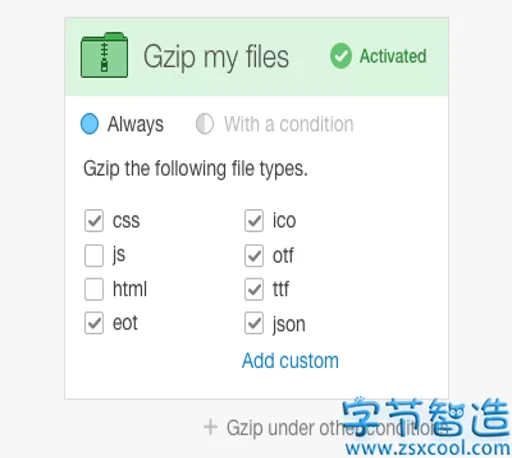 Gzip my files
Activated
Always
With a condition
Gzip the following file types.
css
ico
js
otf
html
ttf
eot
json
Add custom
+ Gzip under other conditions
字节智造
www.zsxcool.com